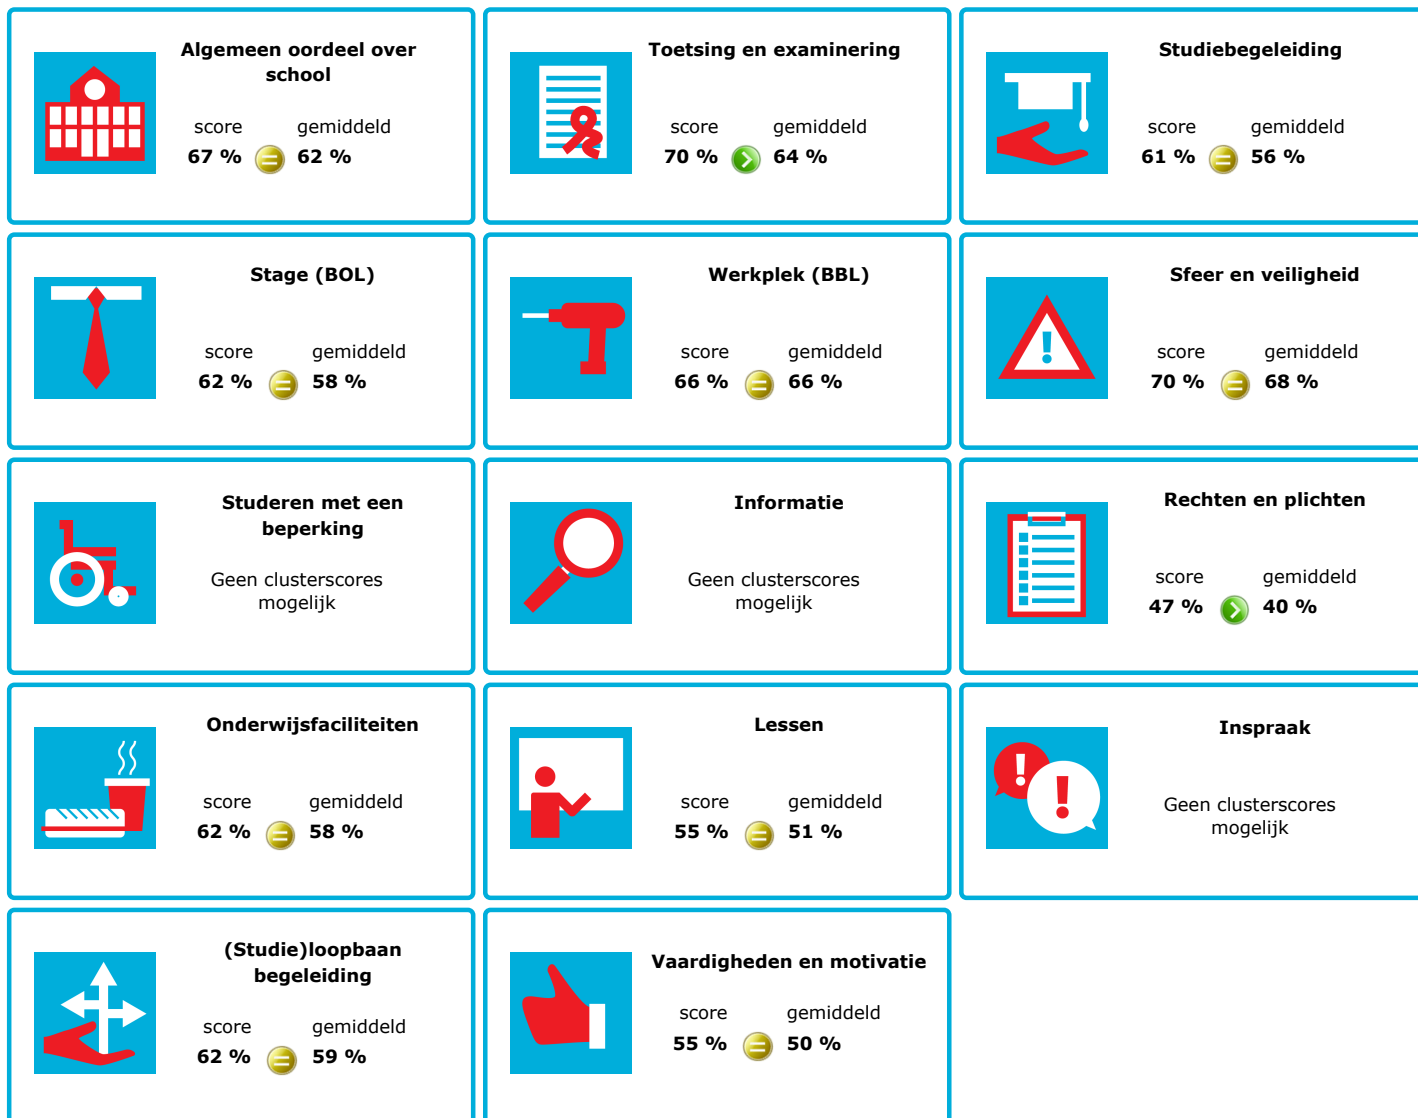 Algemeen oordeel over
school
score gemiddeld
67 % 62 %
Toetsing en examinering
score gemiddeld
70 % 64 %
Studiebegeleiding
score gemiddeld
61 % 56 %
Stage (BOL)
score gemiddeld
62 % 58 %
Werkplek (BBL)
score gemiddeld
66 % 66 %
Sfeer en veiligheid
score gemiddeld
70 % 68 %
Studeren met een
beperking
Geen clusterscores
mogelijk
Informatie
Geen clusterscores
mogelijk
Rechten en plichten
score gemiddeld
47 % 40 %
Onderwijsfaciliteiten
score gemiddeld
62 % 58 %
Lessen
score gemiddeld
55 % 51 %
Inspraak
Geen clusterscores
mogelijk
(Studie)loopbaan
begeleiding
score gemiddeld
62 % 59 %
Vaardigheden en motivatie
score gemiddeld
55 % 50 %